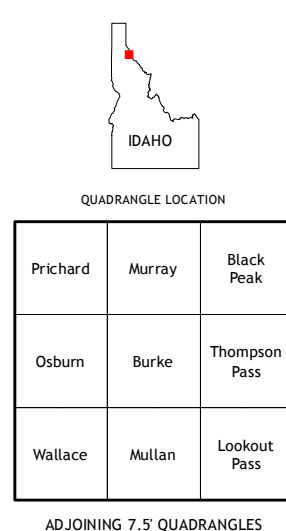 IDAHO
QUADRANGLE LOCATION
Prichard
Murray
Black
Peak
Osburn
Burke
Thompson
Pass
Wallace
Mullan
Lookout
Pass
ADJOINING 7.5' QUADRANGLES